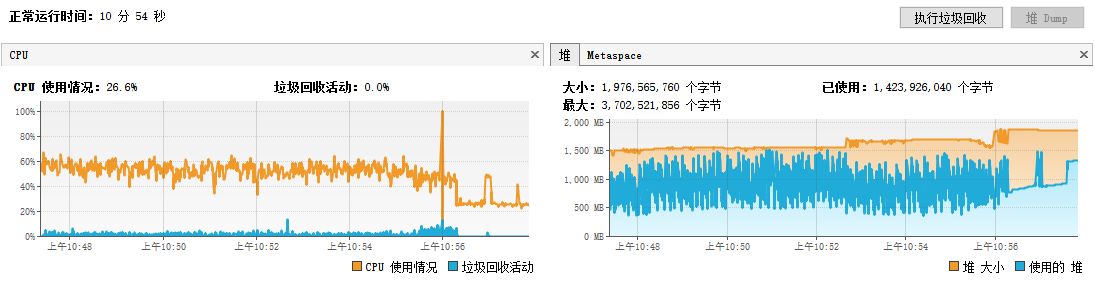 正常运行时间：10 分 54 秒
执行垃圾回收
堆 Dump
CPU
CPU 使用情况：26.6%
垃圾回收活动：0.0%
100%
80%
60%
40%
20%
0%
上午10:48
上午10:50
上午10:52
上午10:54
上午10:56
CPU 使用情况
垃圾回收活动
堆
Metaspace
大小：1,976,565,760 个字节
已使用：1,423,926,040 个字节
最大：3,702,521,856 个字节
2,000 MB
1,500 MB
1,000 MB
500 MB
0 MB
上午10:48
上午10:50
上午10:52
上午10:54
上午10:56
堆 大小
使用的 堆